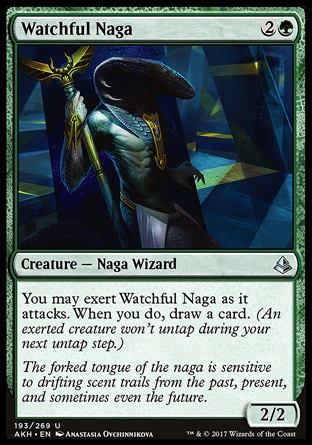 Watchful Naga 2
Creature — Naga Wizard
You may exert Watchful Naga as it
attacks. When you do, draw a card. (An
exerted creature won't untap during your
next untap step.)
The forked tongue of the naga is sensitive
to drifting scent trails from the past, present,
and sometimes even the future.
2/2
193/269 U
AKH • EN Anastasia Ovchinnikova
™ & © 2017 Wizards of the Coast